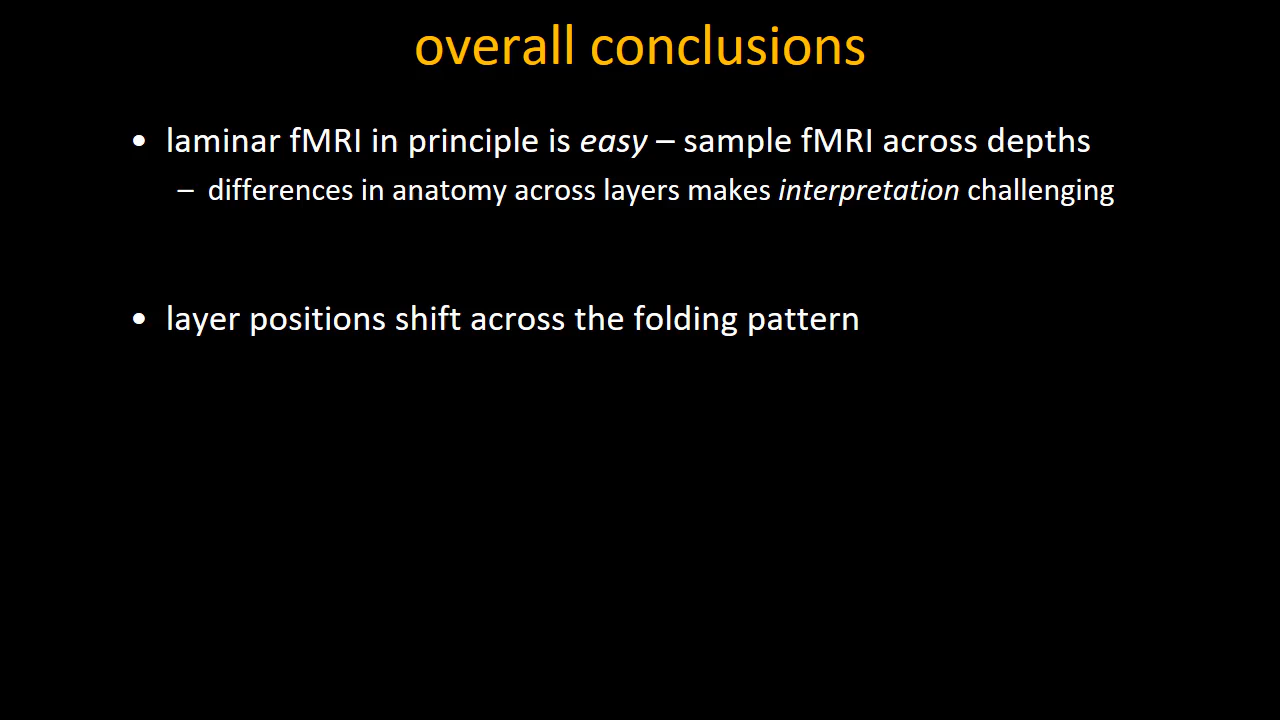 overall conclusions
• laminar fMRI in principle is easy – sample fMRI across depths
– differences in anatomy across layers makes interpretation challenging
• layer positions shift across the folding pattern